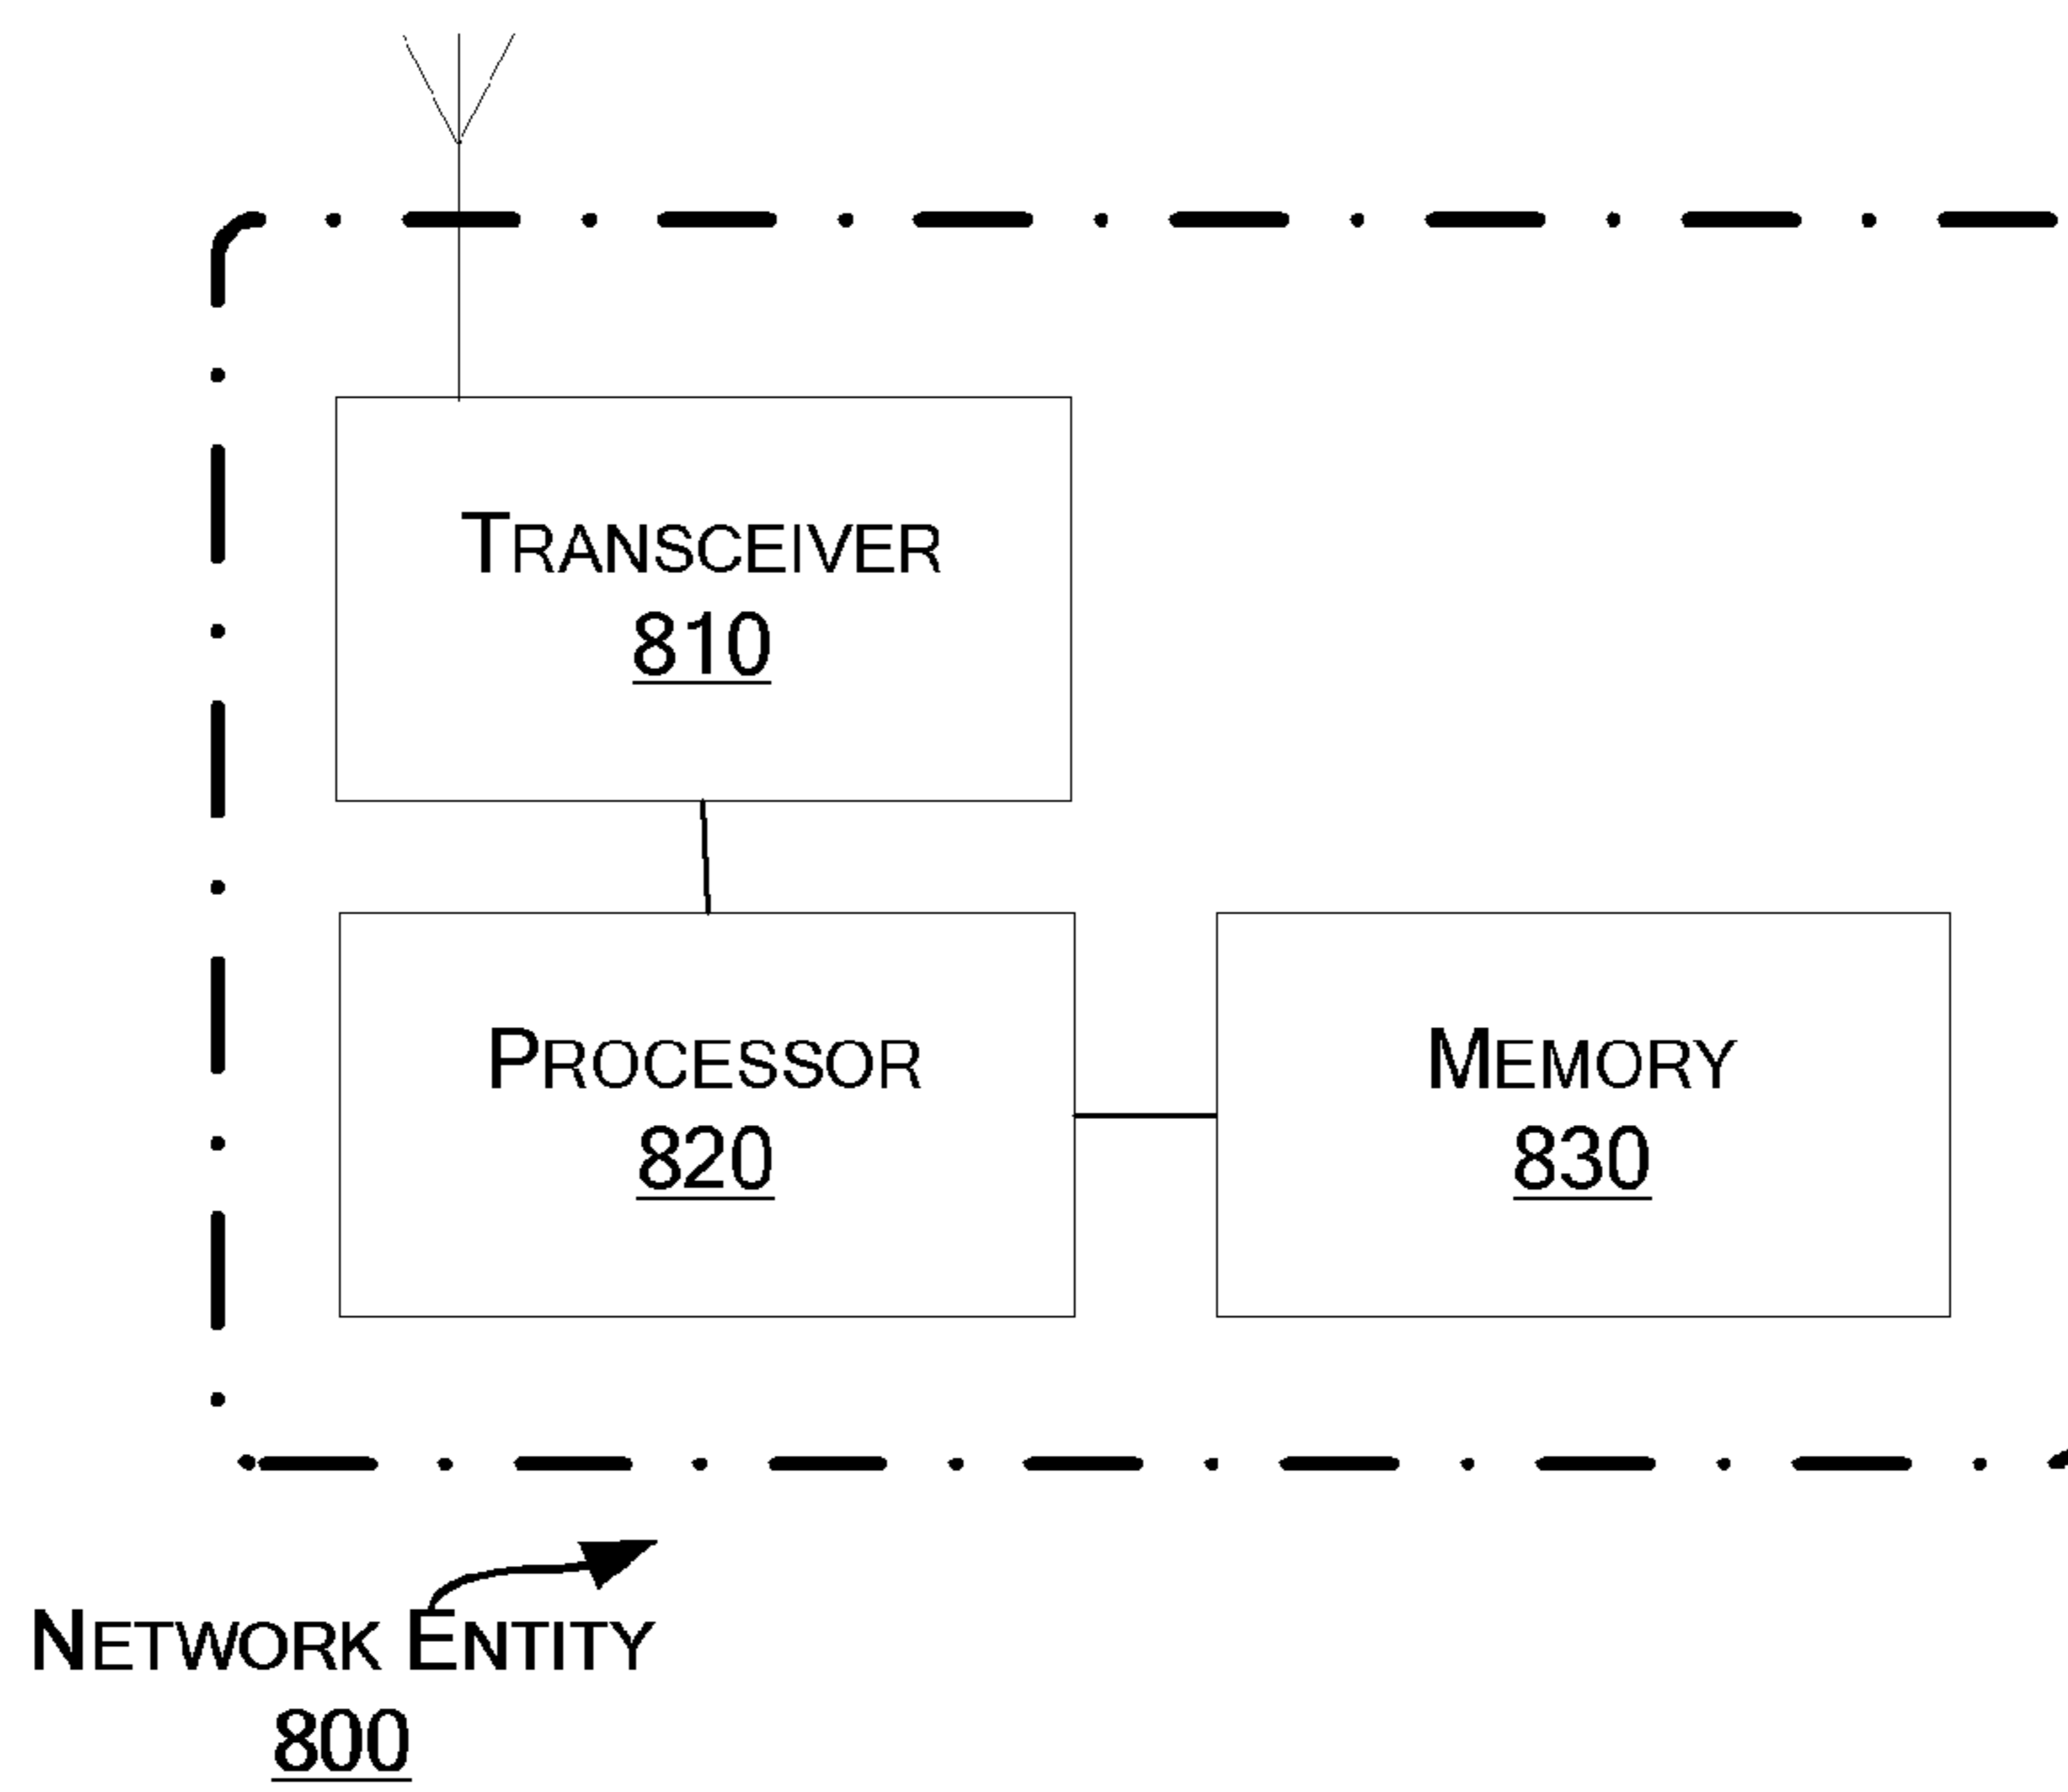 TRANSCEIVER
810
PROCESSOR
820
MEMORY
830
NETWORK ENTITY
800